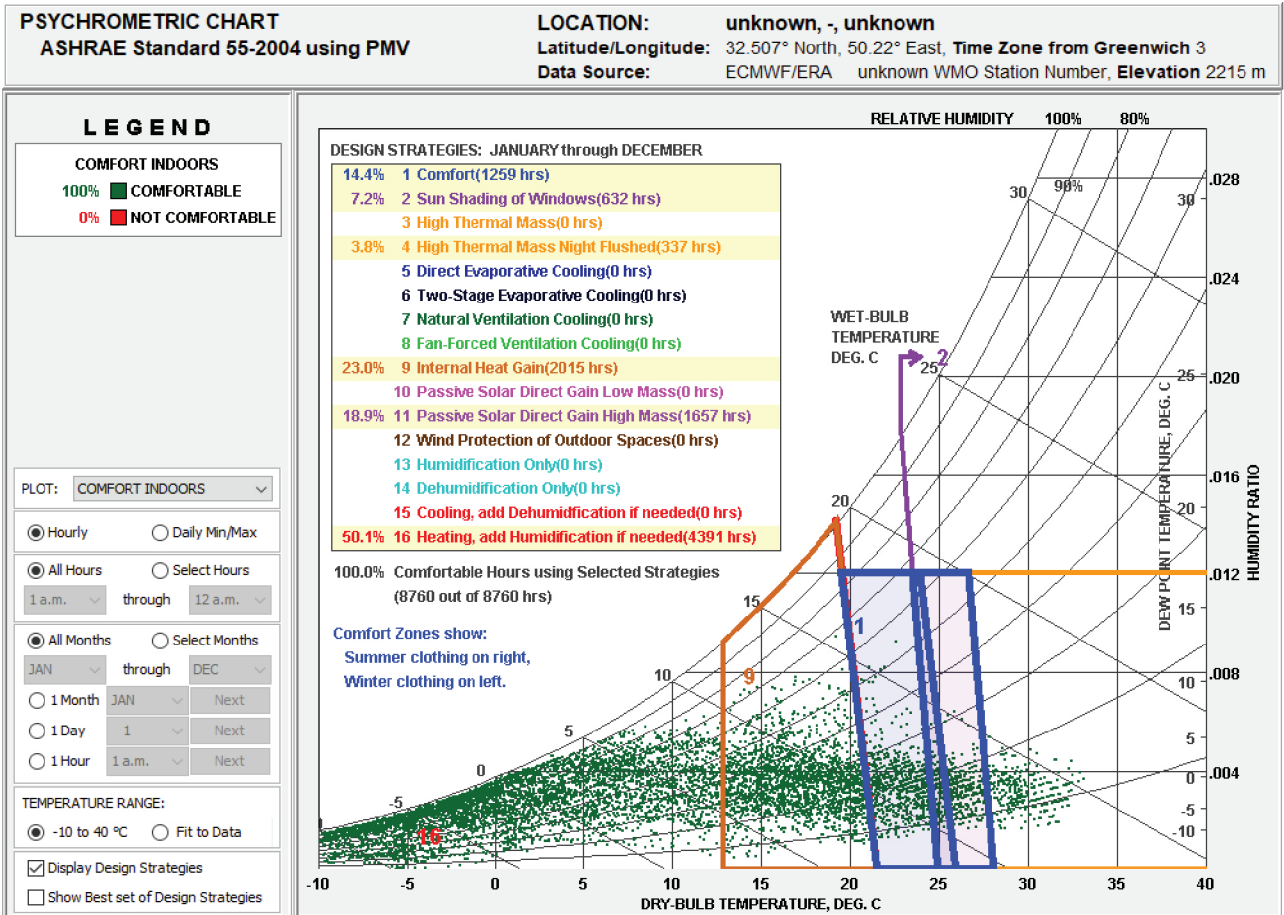 PSYCHROMETRIC CHART
ASHRAE Standard 55-2004 using PMV
LOCATION: unknown, -, unknown
Latitude/Longitude: 32.507° North, 50.22° East, Time Zone from Greenwich 3
Data Source: ECMWF/ERA unknown WMO Station Number, Elevation 2215 m
LEGEND
COMFORT INDOORS
100% COMFORTABLE
0% NOT COMFORTABLE
PLOT: COMFORT INDOORS
Hourly Daily Min/Max
All Hours Select Hours
1 a.m. through 12 a.m.
All Months Select Months
JAN through DEC
1 Month JAN Next
1 Day 1 Next
1 Hour 1 a.m. Next
TEMPERATURE RANGE:
-10 to 40 °C Fit to Data
Display Design Strategies
Show Best set of Design Strategies
RELATIVE HUMIDITY 100% 80%
90%
DESIGN STRATEGIES: JANUARY through DECEMBER
14.4% 1 Comfort(1259 hrs)
7.2% 2 Sun Shading of Windows(632 hrs)
3 High Thermal Mass(0 hrs)
3.8% 4 High Thermal Mass Night Flushed(337 hrs)
5 Direct Evaporative Cooling(0 hrs)
6 Two-Stage Evaporative Cooling(0 hrs)
7 Natural Ventilation Cooling(0 hrs)
8 Fan-Forced Ventilation Cooling(0 hrs)
23.0% 9 Internal Heat Gain(2015 hrs)
10 Passive Solar Direct Gain Low Mass(0 hrs)
18.9% 11 Passive Solar Direct Gain High Mass(1657 hrs)
12 Wind Protection of Outdoor Spaces(0 hrs)
13 Humidification Only(0 hrs)
14 Dehumidification Only(0 hrs)
15 Cooling, add Dehumidfication if needed(0 hrs)
50.1% 16 Heating, add Humidification if needed(4391 hrs)
100.0% Comfortable Hours using Selected Strategies
(8760 out of 8760 hrs)
Comfort Zones show:
Summer clothing on right,
Winter clothing on left.
WET-BULB
TEMPERATURE
DEG. C
-5
0
5
10
15
20
25
30
2
1
9
16
DEW POINT TEMPERATURE, DEG. C
30
25
20
15
10
5
0
-5
-10
HUMIDITY RATIO
.028
.024
.020
.016
.012
.008
.004
-10 -5 0 5 10 15 20 25 30 35 40
DRY-BULB TEMPERATURE, DEG. C